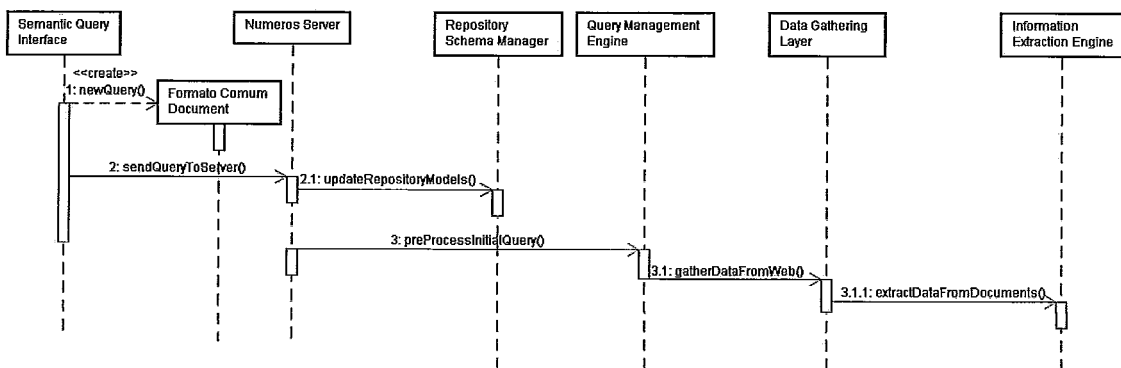 Semantic Query
Interface
Numeros Server
Repository
Schema Manager
Query Management
Engine
Data Gathering
Layer
Information
Extraction Engine
<<create>>
1: newQuery()
Formato Comum
Document
2: sendQueryToServer()
2.1: updateRepositoryModels()
3: preProcessInitialQuery()
3.1: gatherDataFromWeb()
3.1.1: extractDataFromDocuments()